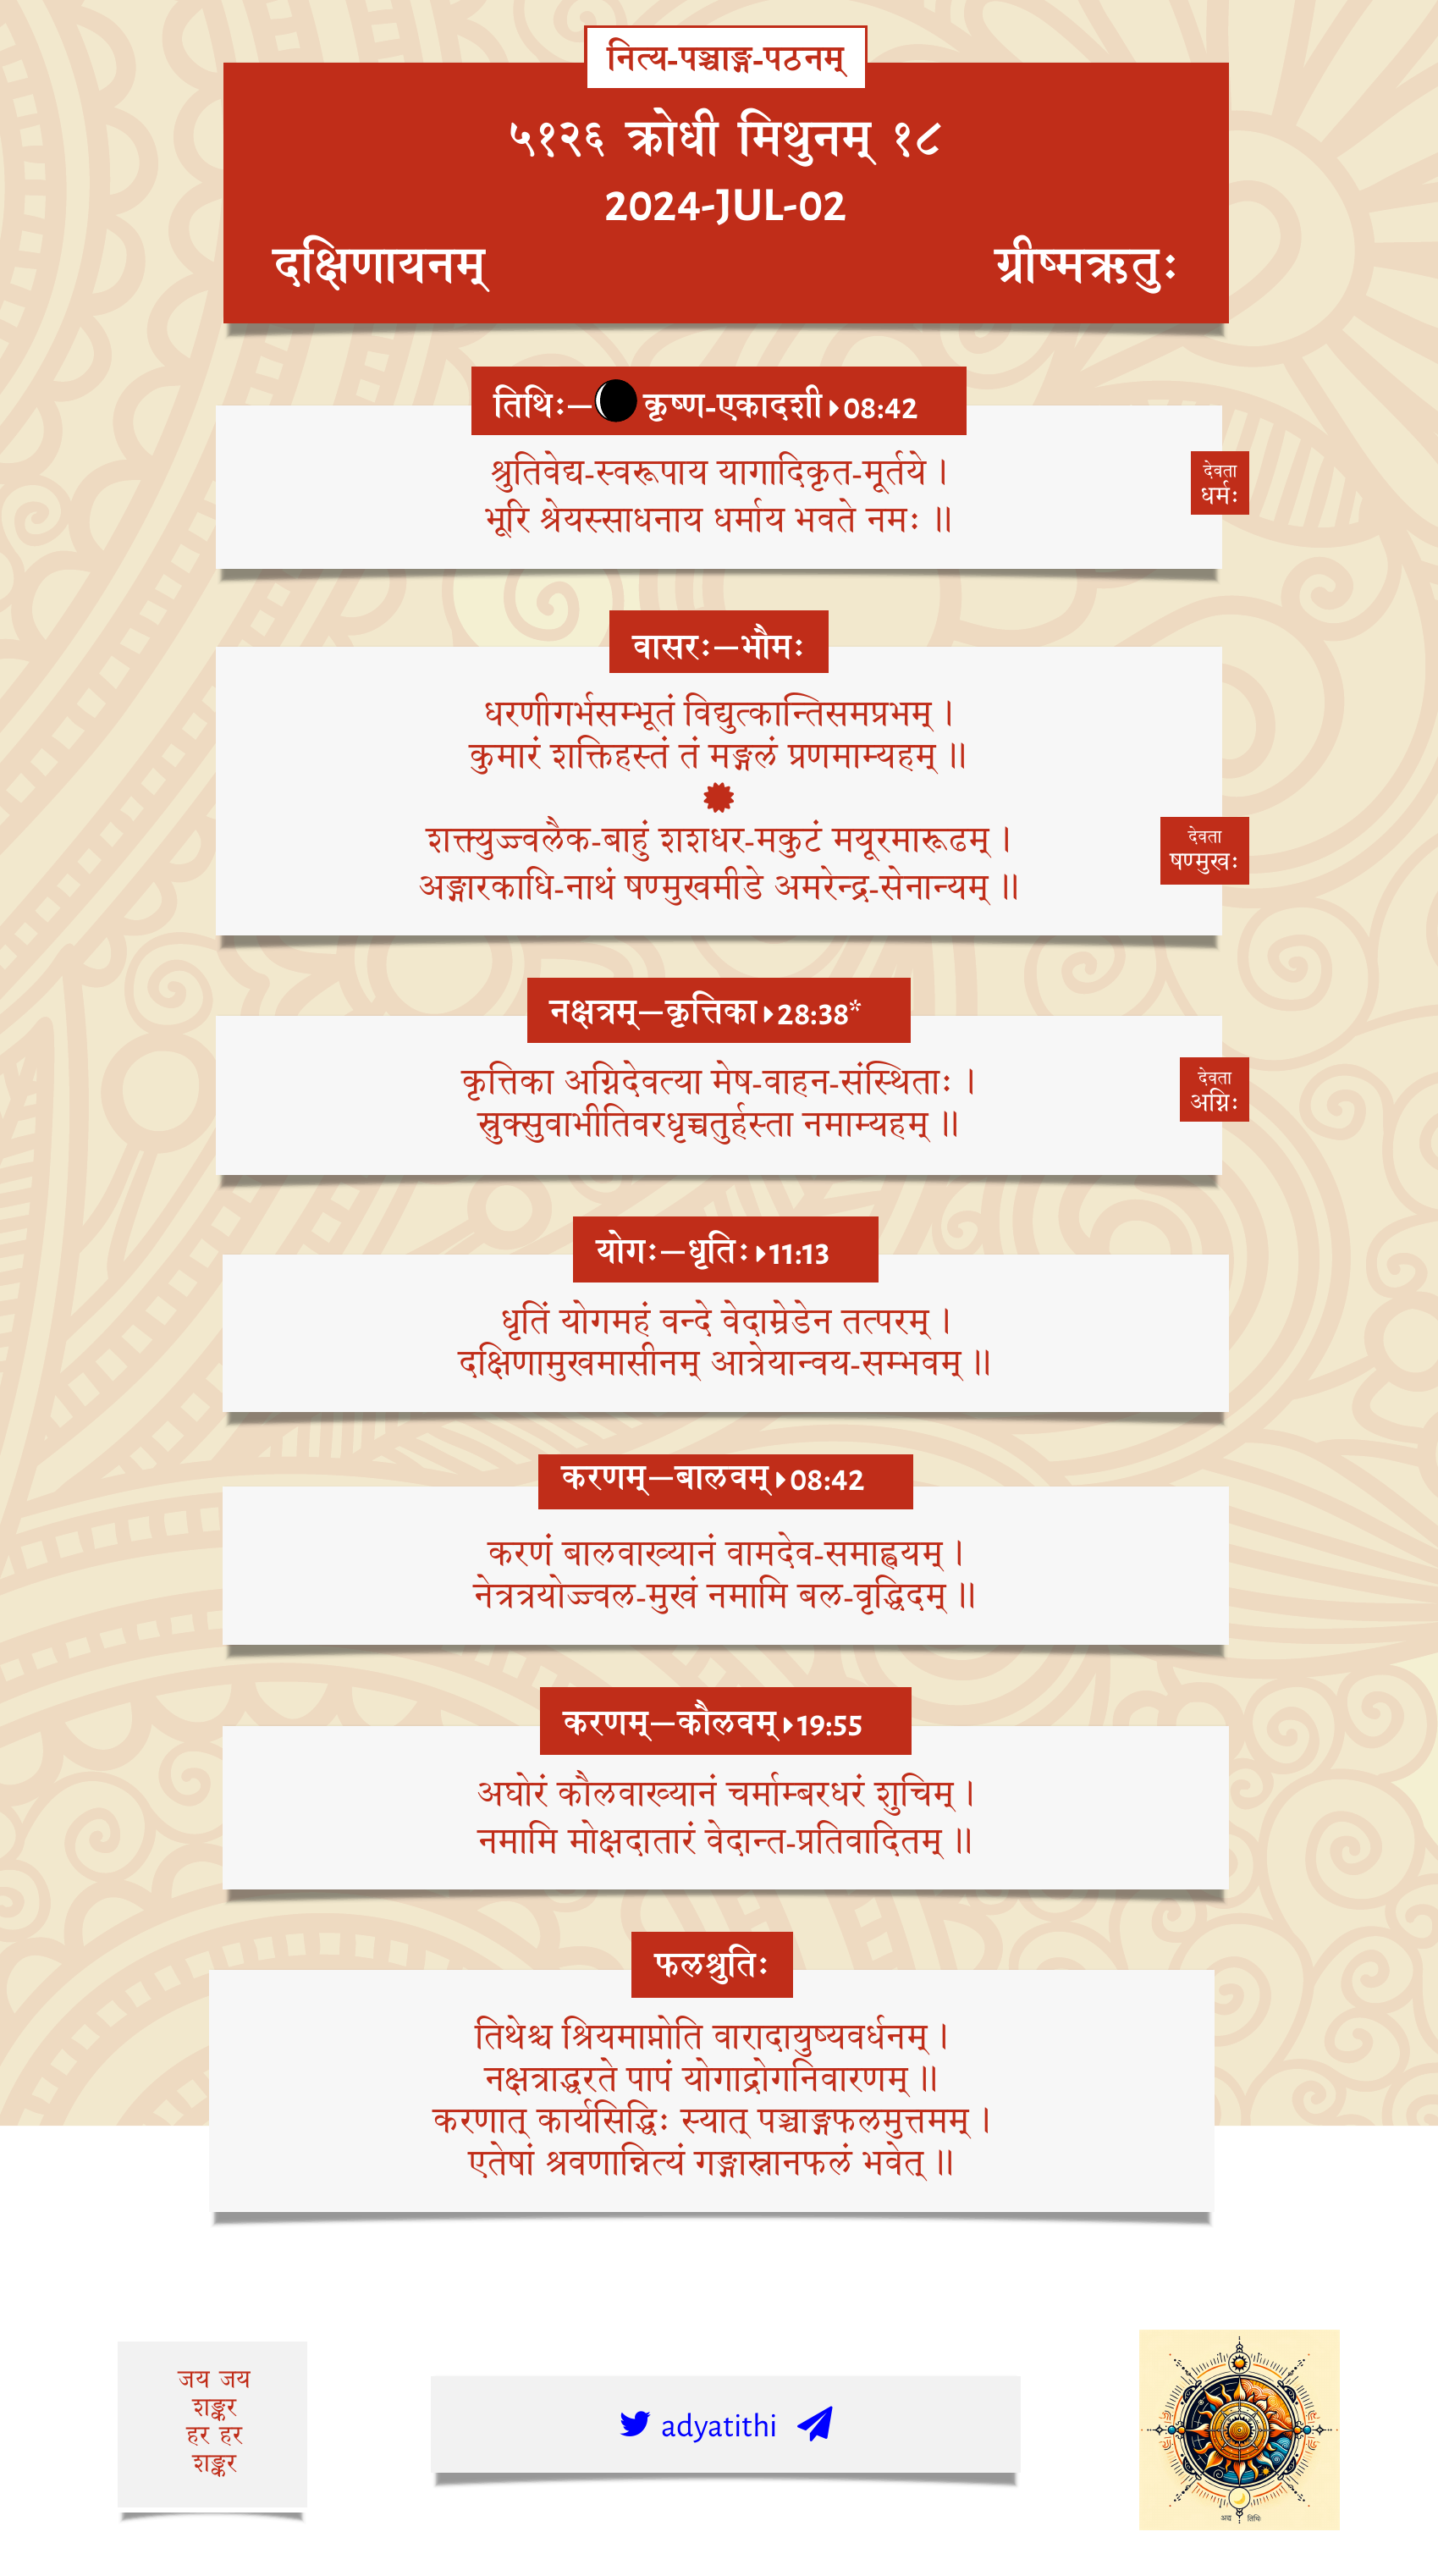 नित्य-पञ्चाङ्ग-पठनम्
५१२६ क्रोधी मिथुनम् १८
2024-JUL-02
दक्षिणायनम् ग्रीष्मऋतुः
तिथिः—कृष्ण-एकादशी 08:42
श्रुतिवेद्य-स्वरूपाय यागादिकृत-मूर्तये ।
भूरि श्रेयस्साधनाय धर्माय भवते नमः ॥
देवता
धर्मः
वासरः—भौमः
धरणीगर्भसम्भूतं विद्युत्कान्तिसमप्रभम् ।
कुमारं शक्तिहस्तं तं मङ्गलं प्रणमाम्यहम् ॥
शक्त्युज्ज्वलैक-बाहुं शशधर-मकुटं मयूरमारूढम् ।
अङ्गारकाधि-नाथं षण्मुखमीडे अमरेन्द्र-सेनान्यम् ॥
देवता
षण्मुखः
नक्षत्रम्—कृत्तिका 28:38*
कृत्तिका अग्निदेवत्या मेष-वाहन-संस्थिताः ।
स्रुक्सुवाभीतिवरधृच्चतुर्हस्ता नमाम्यहम् ॥
देवता
अग्निः
योगः—धृतिः 11:13
धृतिं योगमहं वन्दे वेदाम्रेडेन तत्परम् ।
दक्षिणामुखमासीनम् आत्रेयान्वय-सम्भवम् ॥
करणम्—बालवम् 08:42
करणं बालवाख्यानं वामदेव-समाह्वयम् ।
नेत्रत्रयोज्ज्वल-मुखं नमामि बल-वृद्धिदम् ॥
करणम्—कौलवम् 19:55
अघोरं कौलवाख्यानं चर्माम्बरधरं शुचिम् ।
नमामि मोक्षदातारं वेदान्त-प्रतिवादितम् ॥
फलश्रुतिः
तिथेश्च श्रियमाप्नोति वारादायुष्यवर्धनम् ।
नक्षत्राद्धरते पापं योगाद्रोगनिवारणम् ॥
करणात् कार्यसिद्धिः स्यात् पञ्चाङ्गफलमुत्तमम् ।
एतेषां श्रवणान्नित्यं गङ्गास्नानफलं भवेत् ॥
जय जय
शङ्कर
हर हर
शङ्कर
adyatithi
अद्य तिथिः